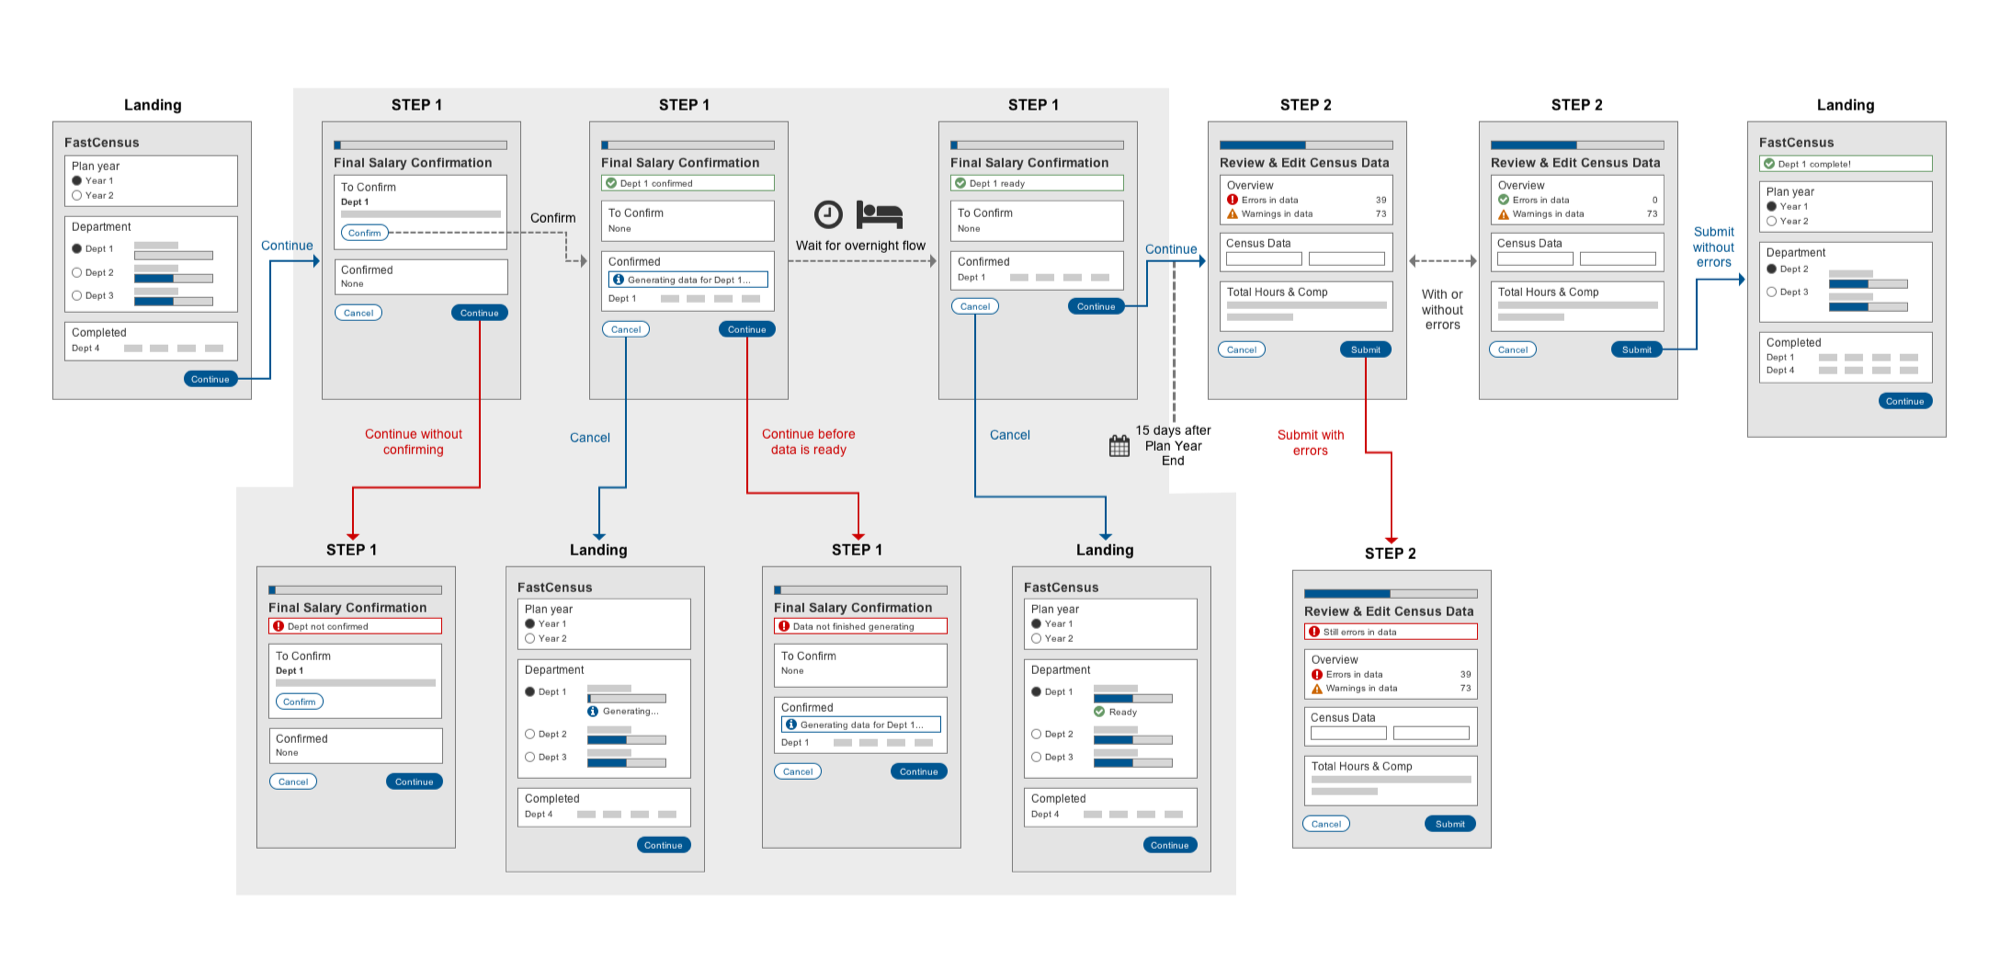 Landing
FastCensus
Plan year
Year 1
Year 2
Department
Dept 1
Dept 2
Dept 3
Completed
Dept 4
Continue
Continue
STEP 1
Final Salary Confirmation
To Confirm
Dept 1
Confirm
Confirmed
None
Cancel
Continue
Confirm
STEP 1
Final Salary Confirmation
Dept 1 confirmed
To Confirm
None
Confirmed
Generating data for Dept 1...
Dept 1
Cancel
Continue
Wait for overnight flow
STEP 1
Final Salary Confirmation
Dept 1 ready
To Confirm
None
Confirmed
Dept 1
Cancel
Continue
Continue
15 days after
Plan Year
End
STEP 2
Review & Edit Census Data
Overview
Errors in data 39
Warnings in data 73
Census Data
Total Hours & Comp
Cancel
Submit
With or
without
errors
STEP 2
Review & Edit Census Data
Overview
Errors in data 0
Warnings in data 73
Census Data
Total Hours & Comp
Cancel
Submit
Submit
without
errors
Landing
FastCensus
Dept 1 complete!
Plan year
Year 1
Year 2
Department
Dept 2
Dept 3
Completed
Dept 1
Dept 4
Continue
Continue without
confirming
Cancel
Continue before
data is ready
Cancel
Submit with
errors
STEP 1
Final Salary Confirmation
Dept not confirmed
To Confirm
Dept 1
Confirm
Confirmed
None
Cancel
Continue
Landing
FastCensus
Plan year
Year 1
Year 2
Department
Dept 1
Generating...
Dept 2
Dept 3
Completed
Dept 4
Continue
STEP 1
Final Salary Confirmation
Data not finished generating
To Confirm
None
Confirmed
Generating data for Dept 1...
Dept 1
Cancel
Continue
Landing
FastCensus
Plan year
Year 1
Year 2
Department
Dept 1
Ready
Dept 2
Dept 3
Completed
Dept 4
Continue
STEP 2
Review & Edit Census Data
Still errors in data
Overview
Errors in data 39
Warnings in data 73
Census Data
Total Hours & Comp
Cancel
Submit